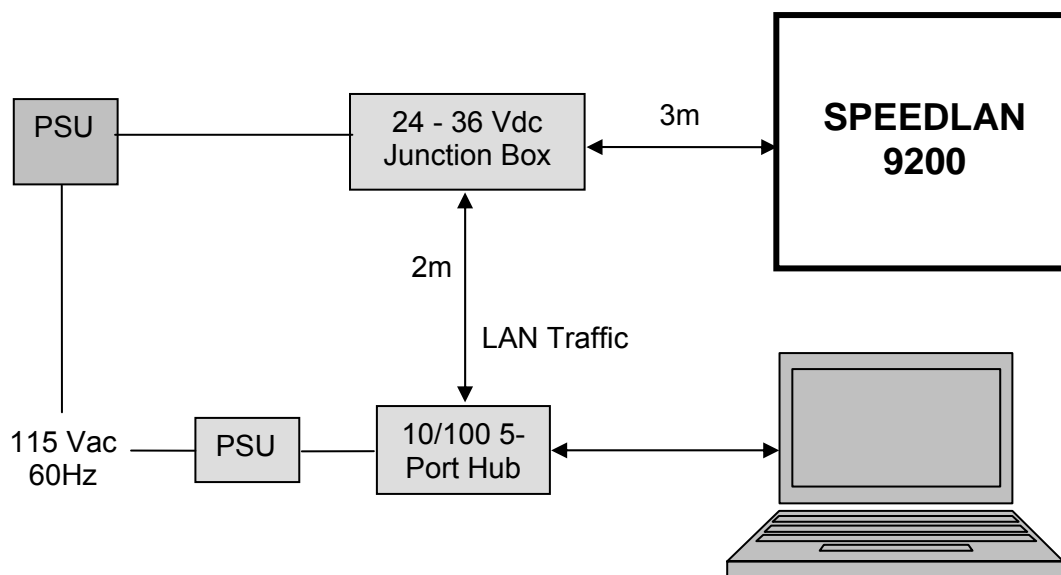 PSU
24 - 36 Vdc
Junction Box
3m
SPEEDLAN
9200
2m
LAN Traffic
115 Vac
60Hz
PSU
10/100 5-
Port Hub